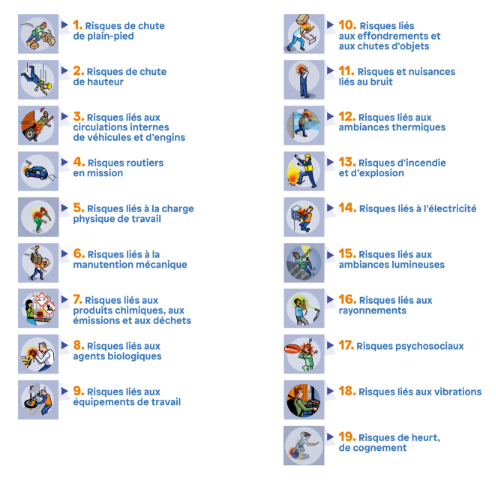 1. Risques de chute
de plain-pied
2. Risques de chute
de hauteur
3. Risques liés aux
circulations internes
de véhicules et d'engins
4. Risques routiers
en mission
5. Risques liés à la charge
physique de travail
6. Risques liés à la
manutention mécanique
7. Risques liés aux
produits chimiques, aux
émissions et aux déchets
8. Risques liés aux
agents biologiques
9. Risques liés aux
équipements de travail
10. Risques liés
aux effondrements et
aux chutes d'objets
11. Risques et nuisances
liés au bruit
12. Risques liés aux
ambiances thermiques
13. Risques d'incendie
et d'explosion
14. Risques liés à l'électricité
15. Risques liés aux
ambiances lumineuses
16. Risques liés aux
rayonnements
17. Risques psychosociaux
18. Risques liés aux vibrations
19. Risques de heurt,
de cognement